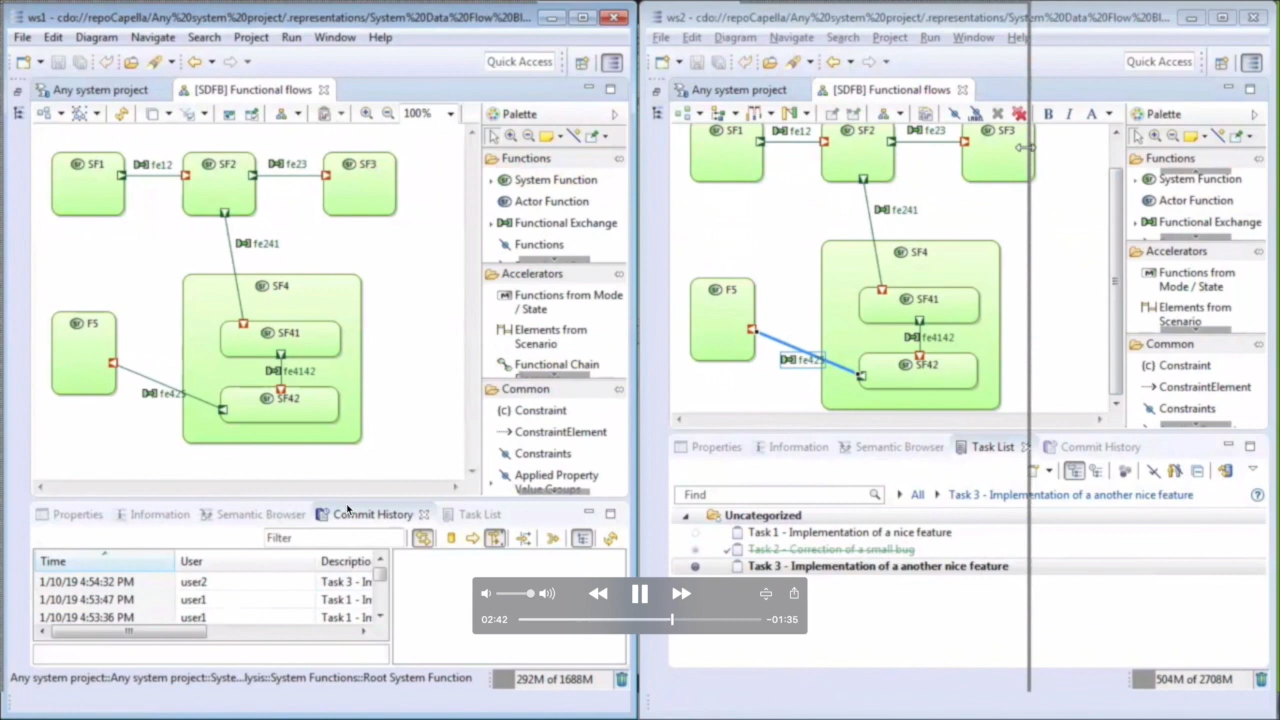 ws1 - cdo://repoCapella/Any%20system%20project/.representations/System%20Data%20Flow%20Bl...
File Edit Diagram Navigate Search Project Run Window Help
Quick Access
Any system project
[SDFB] Functional flows
100%
Palette
SF1
fe12
SF2
fe23
SF3
fe241
SF4
F5
SF41
fe4142
SF42
fe425
Functions
System Function
Actor Function
Functional Exchange
Functions
Accelerators
Functions from Mode
/ State
Elements from
Scenario
Functional Chain
Common
Constraint
ConstraintElement
Constraints
Applied Property
Value Groups
Properties
Information
Semantic Browser
Commit History
Task List
Filter
Time User Descriptio
1/10/19 4:54:32 PM user2 Task 3 - In
1/10/19 4:53:47 PM user1 Task 1 - In
1/10/19 4:53:36 PM user1 Task 1 - In
Any system project::Any system project::Syste...lysis::System Functions::Root System Function
292M of 1688M
ws2 - cdo://repoCapella/Any%20system%20project/.representations/System%20Data%20Flow%20Bl...
File Edit Diagram Navigate Search Project Run Window Help
Quick Access
Any system project
[SDFB] Functional flows
B I A
Palette
SF1
fe12
SF2
fe23
SF3
fe241
SF4
F5
SF41
fe4142
SF42
fe425
Functions
System Function
Actor Function
Functional Exchange
Accelerators
Functions from
Mode / State
Elements from
Scenario
Common
Constraint
ConstraintElement
Constraints
Properties
Information
Semantic Browser
Task List
Commit History
Find
All
Task 3 - Implementation of a another nice feature
Uncategorized
Task 1 - Implementation of a nice feature
Task 2 - Correction of a small bug
Task 3 - Implementation of a another nice feature
504M of 2708M
02:42
-01:35